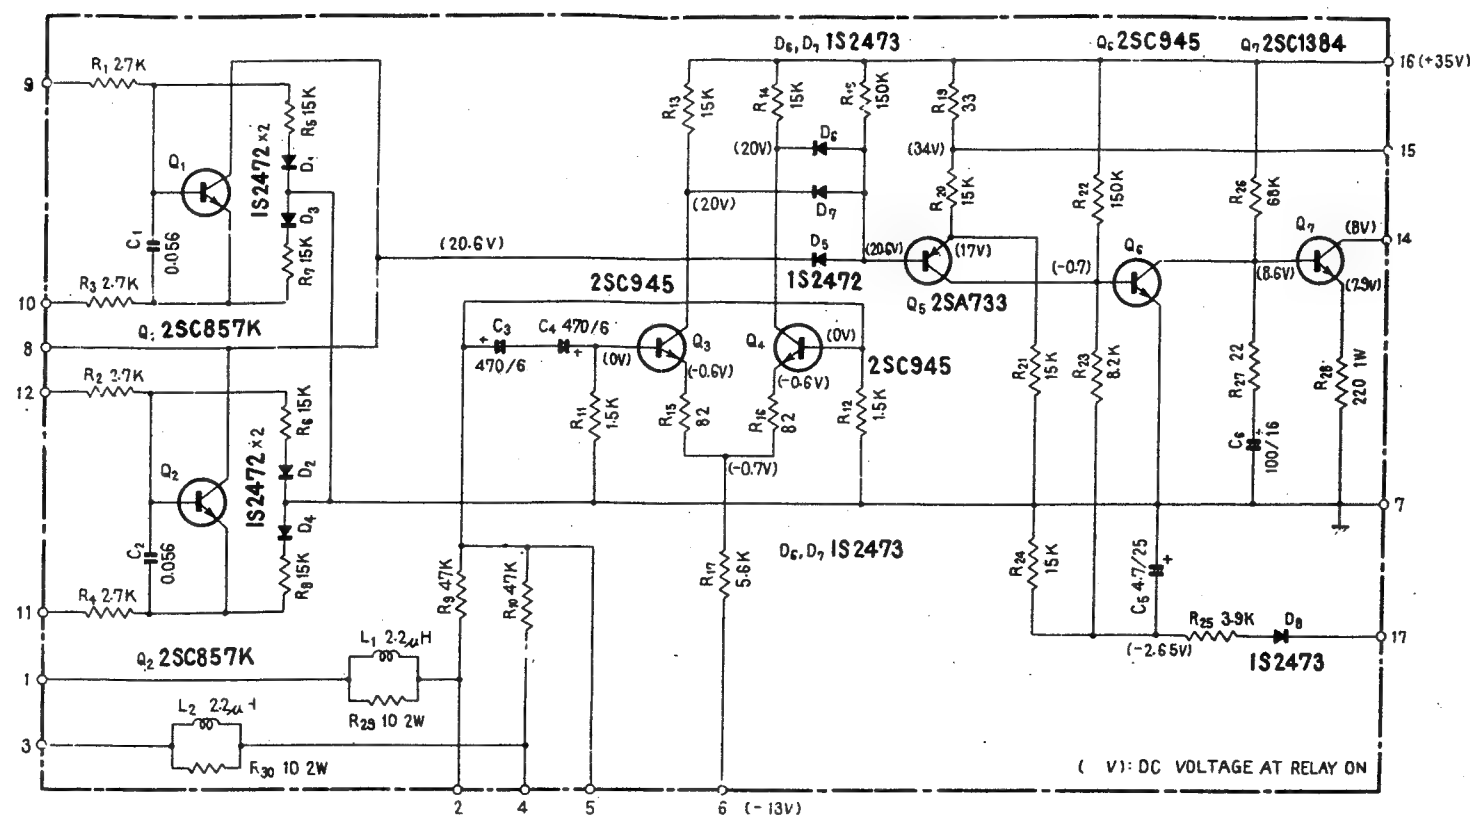 D6, D7 1S2473
Q6 2SC945
Q7 2SC1384
16 (+35V)
R1 27K
9
R5 15K
1S2472×2
D1
Q1
D3
C1
0.056
R7 15K
R3 2.7K
10
Q1 2SC857K
8
R13
15K
R14
15K
R15
150K
R19
33
D6
(20V)
(34V)
15
D7
(20V)
R20
15K
R22
150K
R26
68K
Q7
(8V)
14
(20.6V)
D5
(20.6V)
1S2472
(17V)
Q5 2SA733
(-0.7)
Q6
(8.6V)
(7.9V)
2SC945
C3
470/6
C4 470/6
(0V)
Q3
(-0.6V)
Q4
(0V)
(-0.6V)
2SC945
R2 2.7K
12
R6 15K
1S2472×2
D2
Q2
D4
C2
0.056
R8 15K
R4 2.7K
11
Q2 2SC857K
R11
1.5K
R15
82
R16
82
R12
1.5K
(-0.7V)
R21
15K
R23
8.2K
R27 22
C6
100/16
R28
220 1W
7
D6, D7 1S2473
R9 47K
R10 47K
R17
5.6K
R24
15K
C5 4.7/25
R25 3.9K
D8
17
(-2.65V)
1S2473
L1 2.2μH
1
R29 10 2W
L2 2.2μH
3
R30 10 2W
( V): DC VOLTAGE AT RELAY ON
2
4
5
6 (-13V)